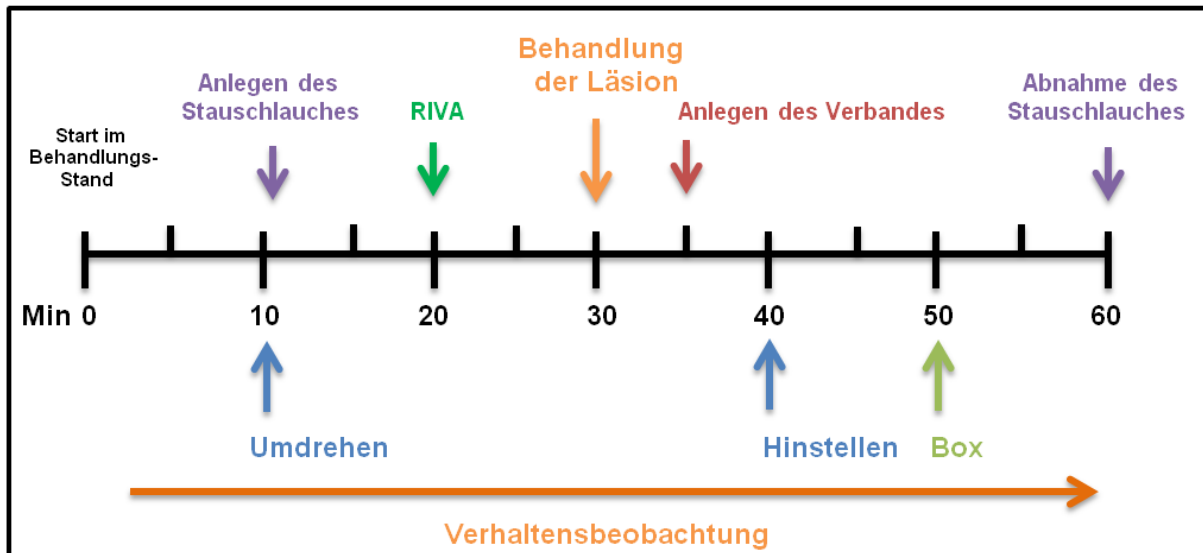 Start im
Behandlungs-
Stand
Anlegen des
Stauschlauches
RIVA
Behandlung
der Läsion
Anlegen des Verbandes
Abnahme des
Stauschlauches
Min 0 10 20 30 40 50 60
Umdrehen Hinstellen Box
Verhaltensbeobachtung